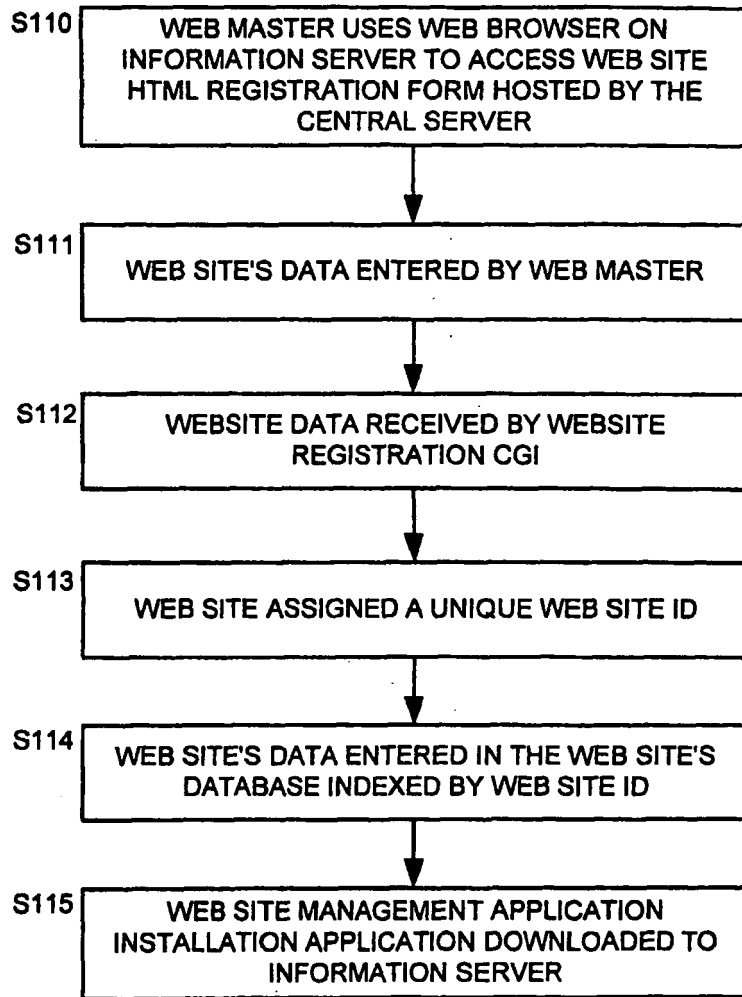 S110
WEB MASTER USES WEB BROWSER ON
INFORMATION SERVER TO ACCESS WEB SITE
HTML REGISTRATION FORM HOSTED BY THE
CENTRAL SERVER
S111
WEB SITE'S DATA ENTERED BY WEB MASTER
S112
WEBSITE DATA RECEIVED BY WEBSITE
REGISTRATION CGI
S113
WEB SITE ASSIGNED A UNIQUE WEB SITE ID
S114
WEB SITE'S DATA ENTERED IN THE WEB SITE'S
DATABASE INDEXED BY WEB SITE ID
S115
WEB SITE MANAGEMENT APPLICATION
INSTALLATION APPLICATION DOWNLOADED TO
INFORMATION SERVER